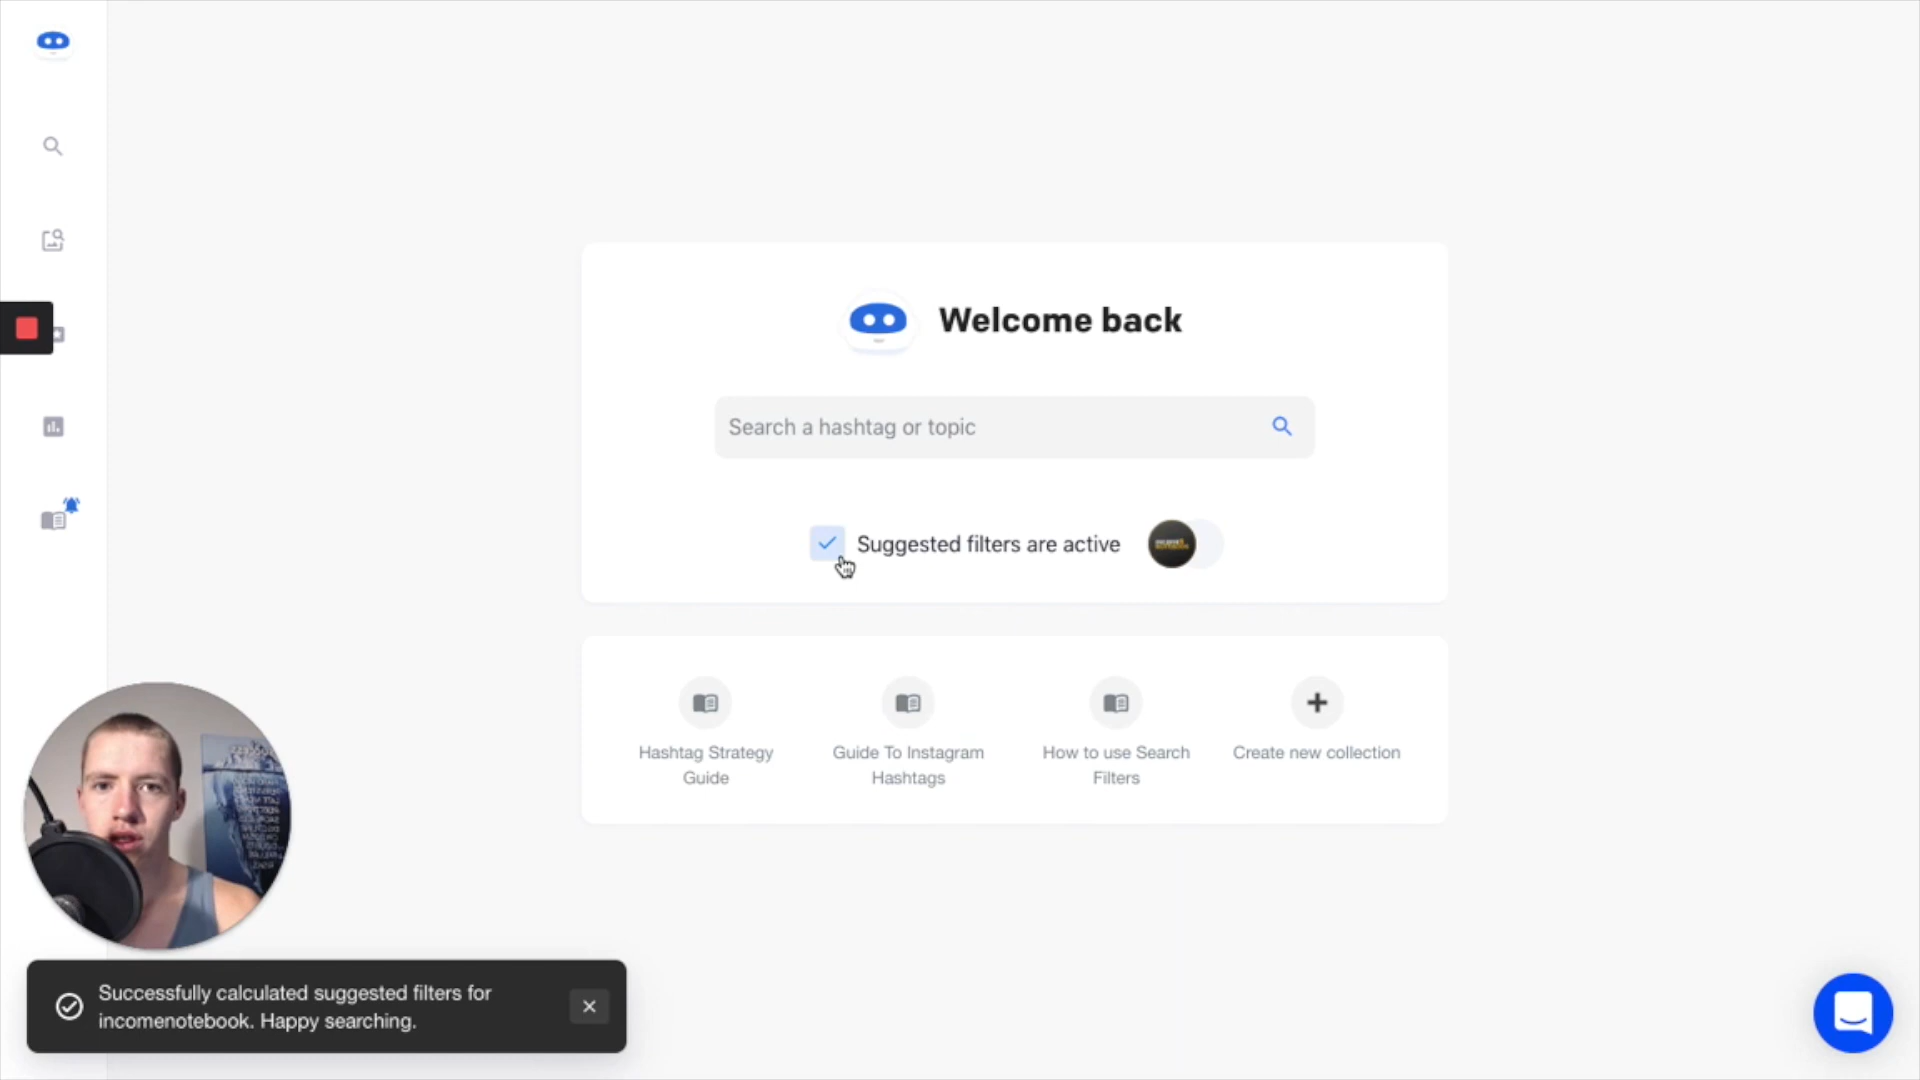 Welcome back
Search a hashtag or topic
Suggested filters are active
Hashtag Strategy
Guide
Guide To Instagram
Hashtags
How to use Search
Filters
Create new collection
Successfully calculated suggested filters for
incomenotebook. Happy searching.